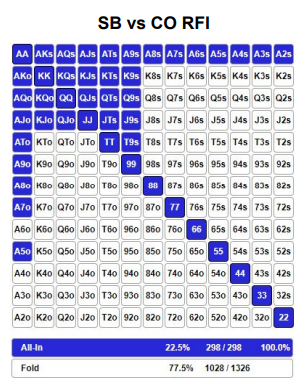 SB vs CO RFI
AA AKs AQs AJs ATs A9s A8s A7s A6s A5s A4s A3s A2s
AKo KK KQs KJs KTs K9s K8s K7s K6s K5s K4s K3s K2s
AQo KQo QQ QJs QTs Q9s Q8s Q7s Q6s Q5s Q4s Q3s Q2s
AJo KJo QJo JJ JTs J9s J8s J7s J6s J5s J4s J3s J2s
ATo KTo QTo JTo TT T9s T8s T7s T6s T5s T4s T3s T2s
A9o K9o Q9o J9o T9o 99 98s 97s 96s 95s 94s 93s 92s
A8o K8o Q8o J8o T8o 98o 88 87s 86s 85s 84s 83s 82s
A7o K7o Q7o J7o T7o 97o 87o 77 76s 75s 74s 73s 72s
A6o K6o Q6o J6o T6o 96o 86o 76o 66 65s 64s 63s 62s
A5o K5o Q5o J5o T5o 95o 85o 75o 65o 55 54s 53s 52s
A4o K4o Q4o J4o T4o 94o 84o 74o 64o 54o 44 43s 42s
A3o K3o Q3o J3o T3o 93o 83o 73o 63o 53o 43o 33 32s
A2o K2o Q2o J2o T2o 92o 82o 72o 62o 52o 42o 32o 22
All-In 22.5% 298 / 298 100.0%
Fold 77.5% 1028 / 1326